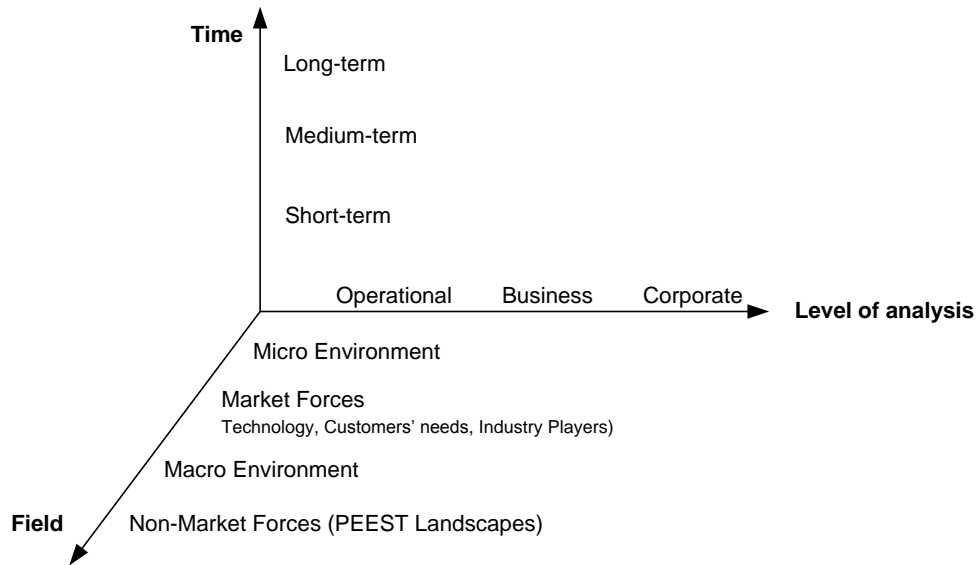 Time
Long-term
Medium-term
Short-term
Operational Business Corporate
Level of analysis
Micro Environment
Market Forces
Technology, Customers’ needs, Industry Players)
Macro Environment
Field Non-Market Forces (PEEST Landscapes)